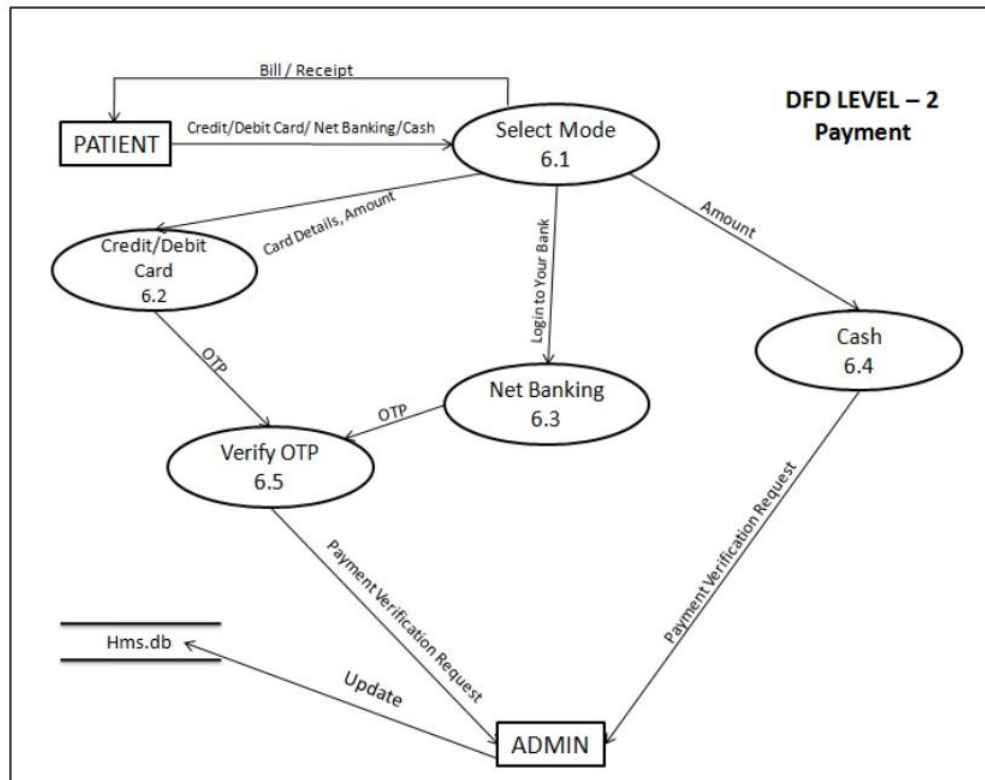 Bill / Receipt
DFD LEVEL – 2
Payment
PATIENT
Credit/Debit Card/ Net Banking/Cash
Select Mode
6.1
Card Details, Amount
Login to Your Bank
Amount
Credit/Debit
Card
6.2
Cash
6.4
OTP
Net Banking
6.3
OTP
Verify OTP
6.5
Payment Verification Request
Payment Verification Request
Hms.db
Update
ADMIN